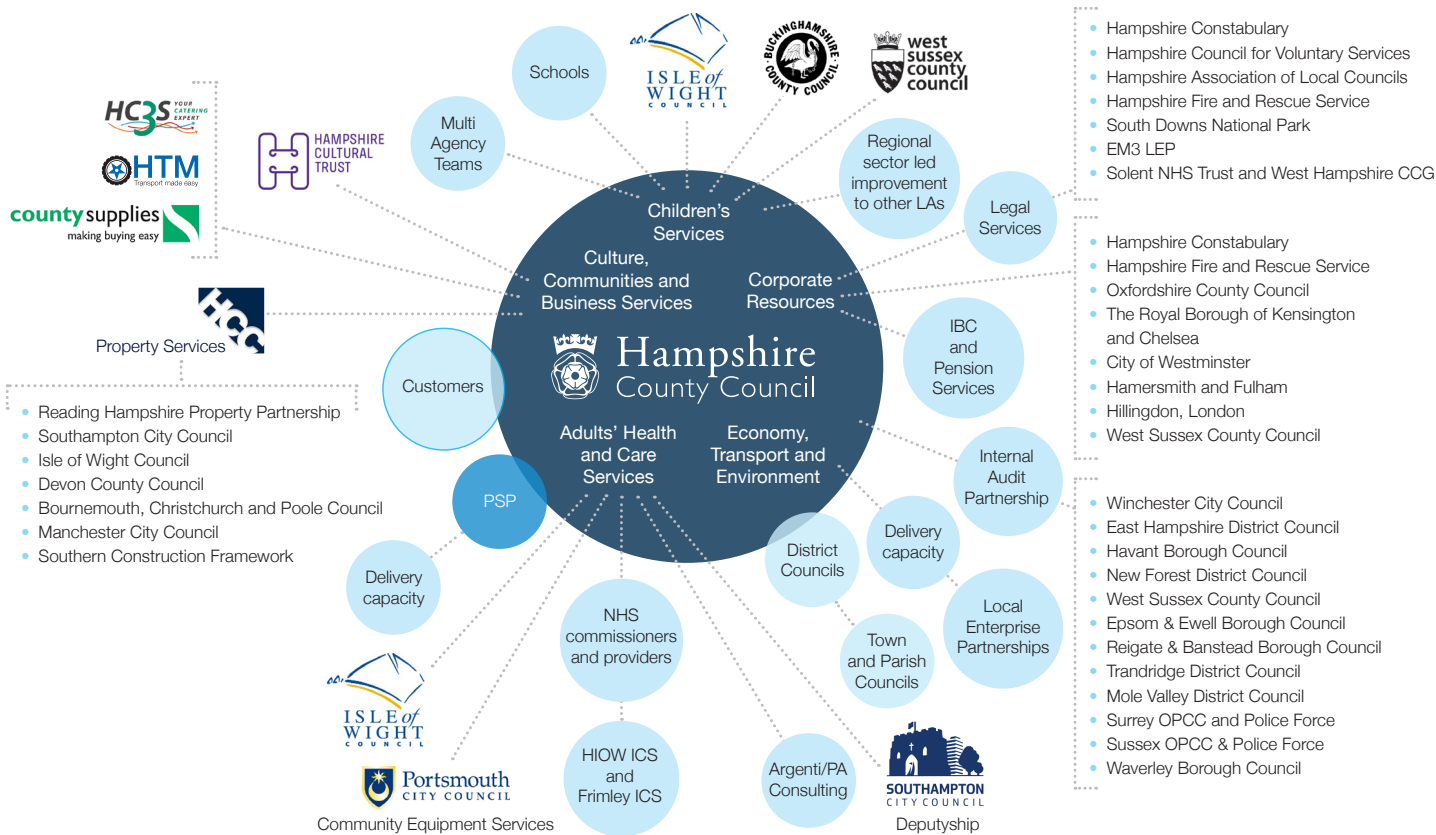 HC3S YOUR
CATERING
EXPERT
HTM
Transport made easy
countysupplies
making buying easy
HAMPSHIRE
CULTURAL
TRUST
Multi
Agency
Teams
Schools
ISLE of
WIGHT
COUNCIL
BUCKINGHAMSHIRE
COUNTY COUNCIL
west
sussex
county
council
Regional
sector led
improvement
to other LAs
Legal
Services
Hampshire Constabulary
Hampshire Council for Voluntary Services
Hampshire Association of Local Councils
Hampshire Fire and Rescue Service
South Downs National Park
EM3 LEP
Solent NHS Trust and West Hampshire CCG
Children's
Services
Culture,
Communities and
Business Services
Corporate
Resources
Hampshire
County Council
Adults' Health
and Care
Services
Economy,
Transport and
Environment
HCC
Property Services
Reading Hampshire Property Partnership
Southampton City Council
Isle of Wight Council
Devon County Council
Bournemouth, Christchurch and Poole Council
Manchester City Council
Southern Construction Framework
Customers
PSP
Delivery
capacity
IBC
and
Pension
Services
Hampshire Constabulary
Hampshire Fire and Rescue Service
Oxfordshire County Council
The Royal Borough of Kensington
and Chelsea
City of Westminster
Hamersmith and Fulham
Hillingdon, London
West Sussex County Council
Internal
Audit
Partnership
Winchester City Council
East Hampshire District Council
Havant Borough Council
New Forest District Council
West Sussex County Council
Epsom & Ewell Borough Council
Reigate & Banstead Borough Council
Trandridge District Council
Mole Valley District Council
Surrey OPCC and Police Force
Sussex OPCC & Police Force
Waverley Borough Council
District
Councils
Delivery
capacity
Town
and Parish
Councils
Local
Enterprise
Partnerships
ISLE of
WIGHT
COUNCIL
Portsmouth
CITY COUNCIL
Community Equipment Services
NHS
commissioners
and providers
HIOW ICS
and
Frimley ICS
Argenti/PA
Consulting
SOUTHAMPTON
CITY COUNCIL
Deputyship